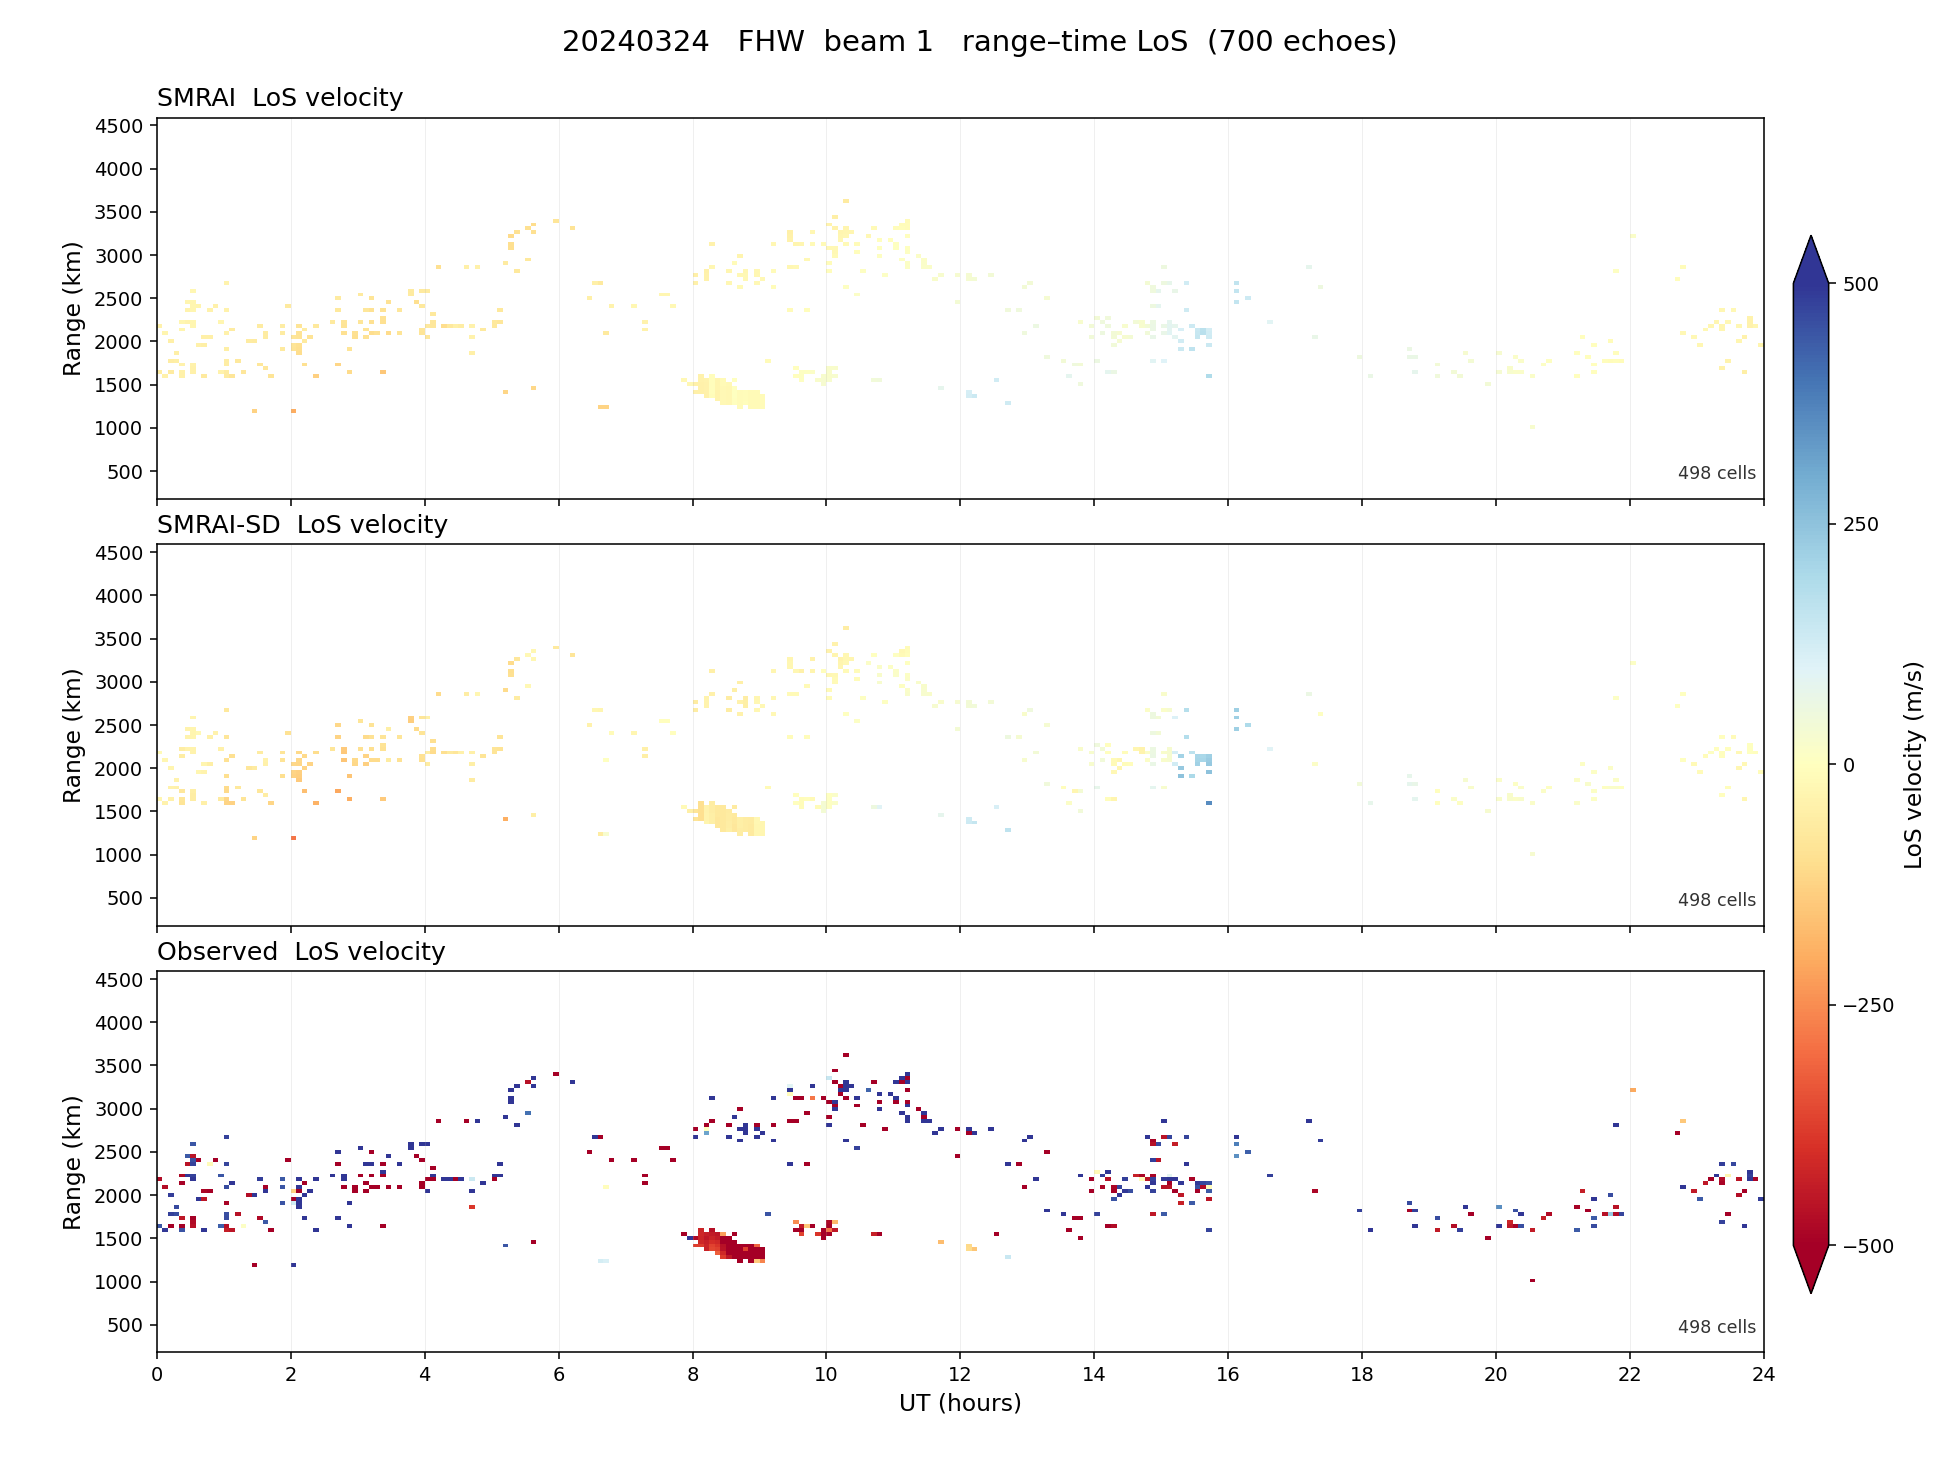 20240324   FHW  beam 1   range–time LoS  (700 echoes)
SMRAI  LoS velocity
4500
4000
3500
3000
2500
2000
1500
1000
500
Range (km)
498 cells
SMRAI-SD  LoS velocity
4500
4000
3500
3000
2500
2000
1500
1000
500
Range (km)
498 cells
Observed  LoS velocity
4500
4000
3500
3000
2500
2000
1500
1000
500
Range (km)
498 cells
0 2 4 6 8 10 12 14 16 18 20 22 24
UT (hours)
500
250
0
−250
−500
LoS velocity (m/s)